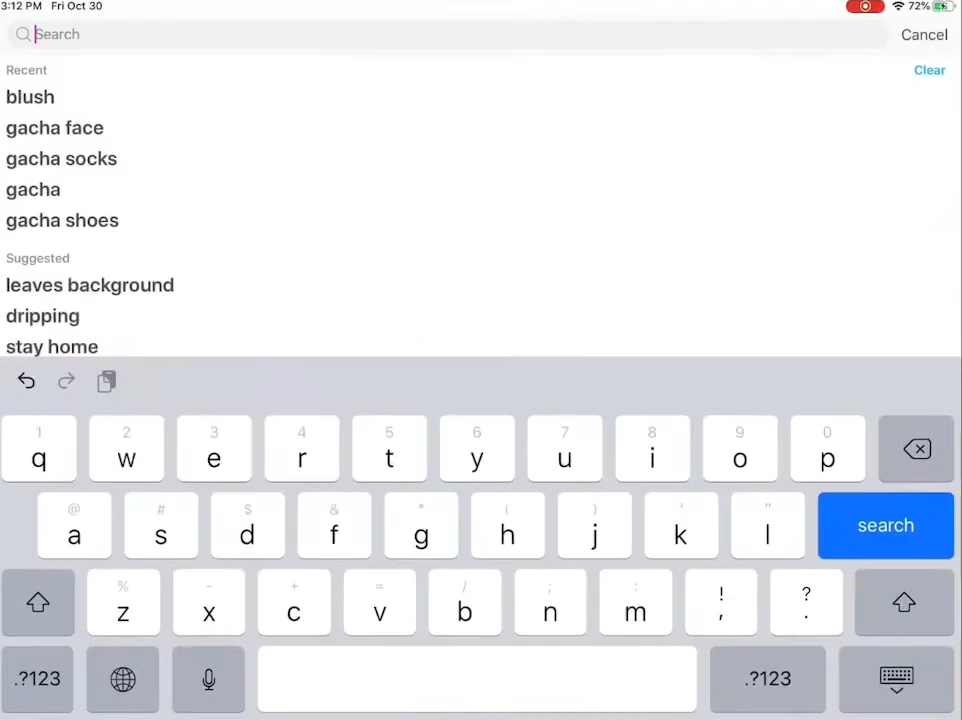 3:12 PM Fri Oct 30 72%
Search Cancel
Recent Clear
blush
gacha face
gacha socks
gacha
gacha shoes
Suggested
leaves background
dripping
stay home
1 2 3 4 5 6 7 8 9 0
q w e r t y u i o p
@ # $ & * ( ) ' "
a s d f g h j k l search
% - + = / ; : ! ?
z x c v b n m , .
.?123 .?123